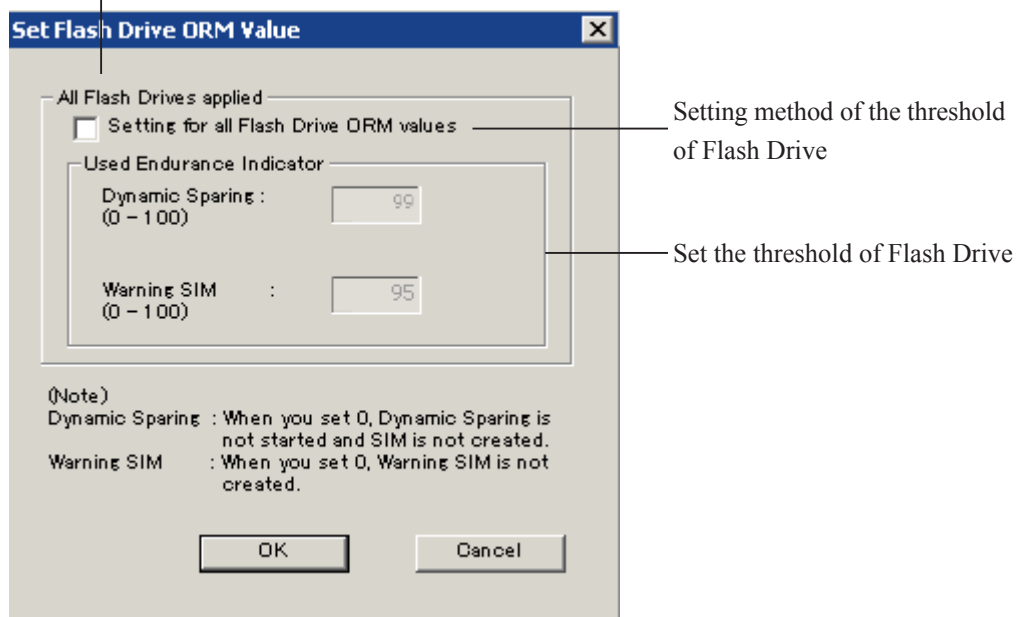 Set Flash Drive ORM Value
All Flash Drives applied
Setting for all Flash Drive ORM values
Setting method of the threshold
of Flash Drive
Used Endurance Indicator
Dynamic Sparing :
(0 - 100)
99
Set the threshold of Flash Drive
Warning SIM :
(0 - 100)
95
(Note)
Dynamic Sparing : When you set 0, Dynamic Sparing is
not started and SIM is not created.
Warning SIM : When you set 0, Warning SIM is not
created.
OK Cancel